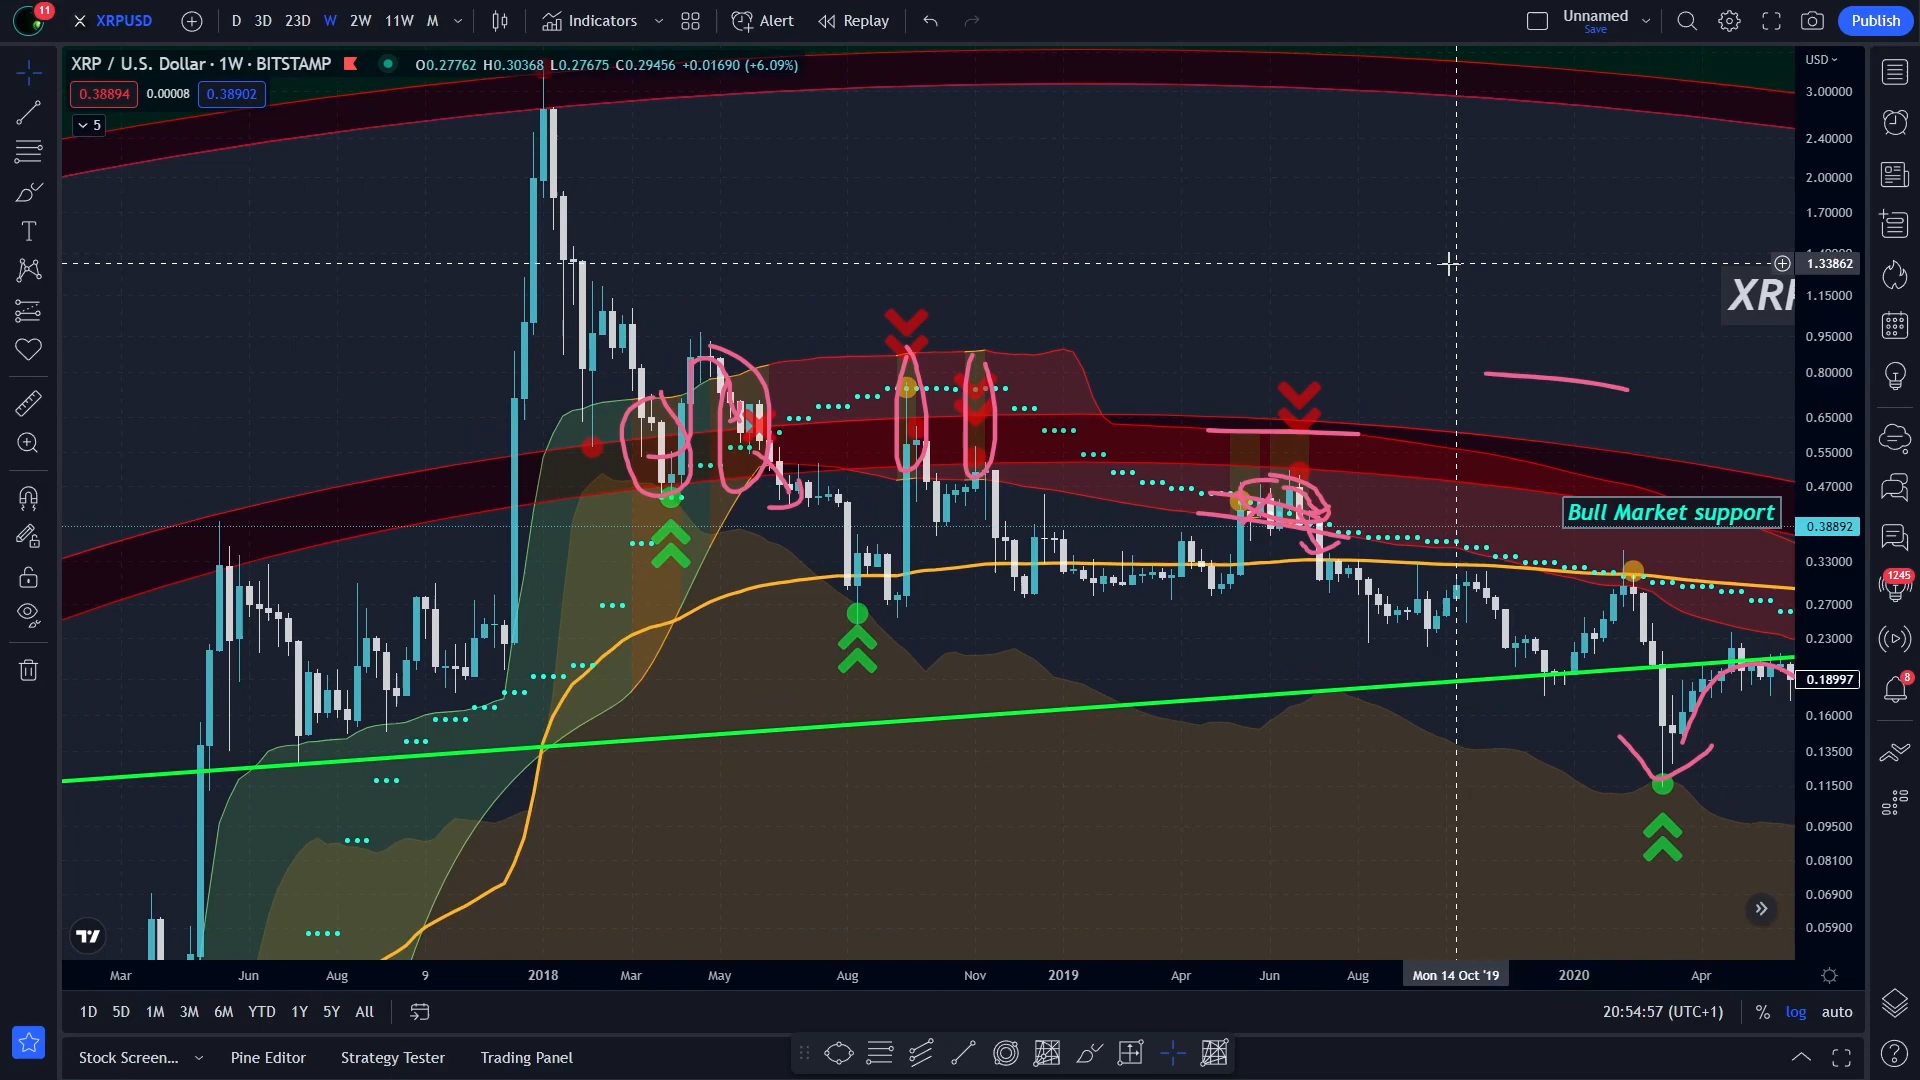 11
XRPUSD
D 3D 23D W 2W 11W M
Indicators
Alert
Replay
Unnamed
Save
Publish
XRP / U.S. Dollar · 1W · BITSTAMP
O0.27762 H0.30368 L0.27675 C0.29456 +0.01690 (+6.09%)
USD
0.38894 0.00008 0.38902
5
3.00000
2.40000
2.00000
1.70000
1.33862
1.15000
0.95000
0.80000
0.65000
0.55000
0.47000
0.38892
0.33000
0.27000
0.23000
0.18997
0.16000
0.13500
0.11500
0.09500
0.08100
0.06900
0.05900
Bull Market support
1245
8
Mar Jun Aug 9 2018 Mar May Aug Nov 2019 Apr Jun Aug Mon 14 Oct '19 2020 Apr
1D 5D 1M 3M 6M YTD 1Y 5Y All
20:54:57 (UTC+1) % log auto
Stock Screen... Pine Editor Strategy Tester Trading Panel